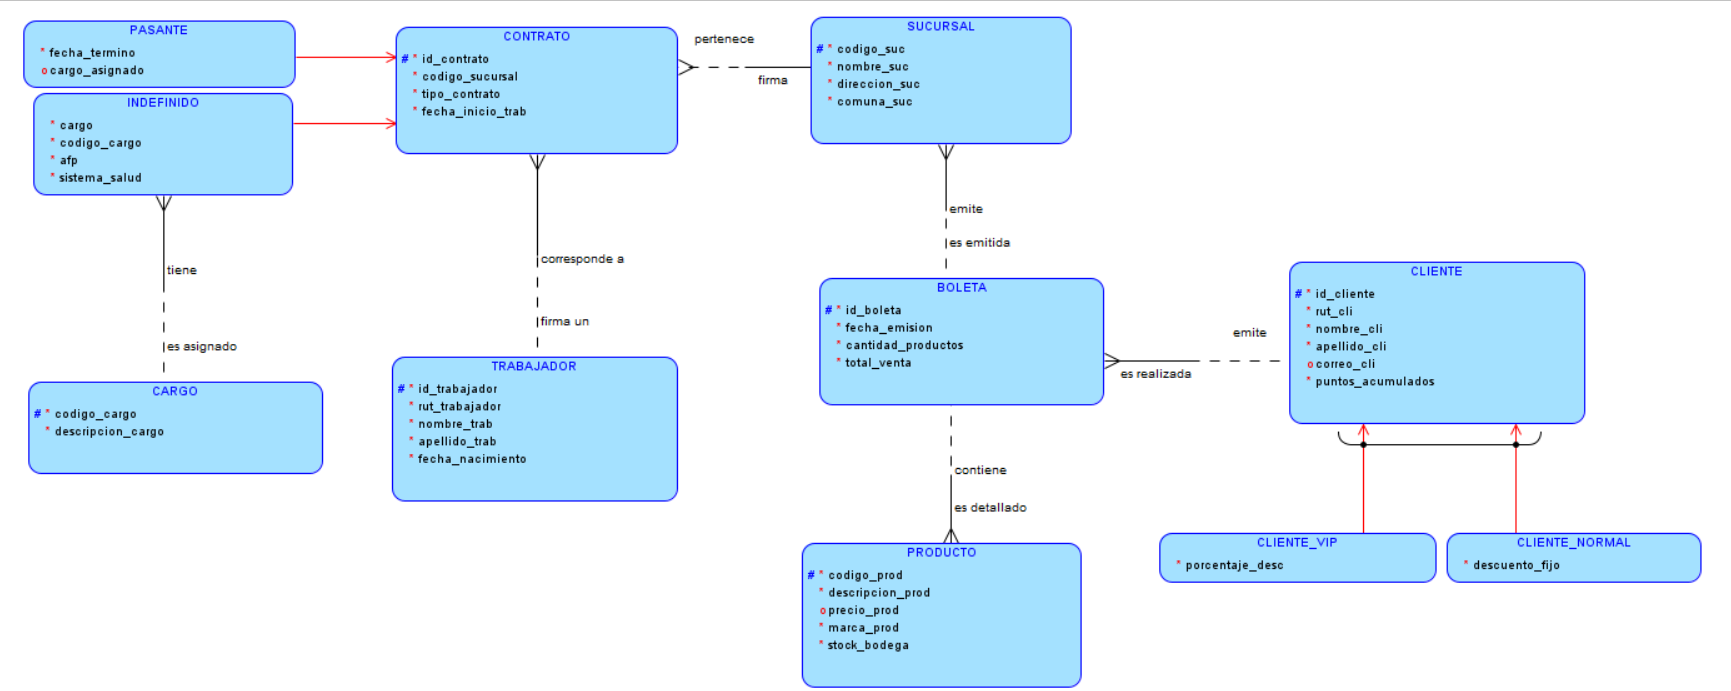 PASANTE
* fecha_termino
o cargo_asignado
INDEFINIDO
* cargo
* codigo_cargo
* afp
* sistema_salud
tiene
es asignado
CARGO
# * codigo_cargo
* descripcion_cargo
CONTRATO
# * id_contrato
* codigo_sucursal
* tipo_contrato
* fecha_inicio_trab
corresponde a
firma un
TRABAJADOR
# * id_trabajador
* rut_trabajador
* nombre_trab
* apellido_trab
* fecha_nacimiento
pertenece
firma
SUCURSAL
# * codigo_suc
* nombre_suc
* direccion_suc
* comuna_suc
emite
es emitida
BOLETA
# * id_boleta
* fecha_emision
* cantidad_productos
* total_venta
contiene
es detallado
PRODUCTO
# * codigo_prod
* descripcion_prod
o precio_prod
* marca_prod
* stock_bodega
emite
es realizada
CLIENTE
# * id_cliente
* rut_cli
* nombre_cli
* apellido_cli
o correo_cli
* puntos_acumulados
CLIENTE_VIP
* porcentaje_desc
CLIENTE_NORMAL
* descuento_fijo